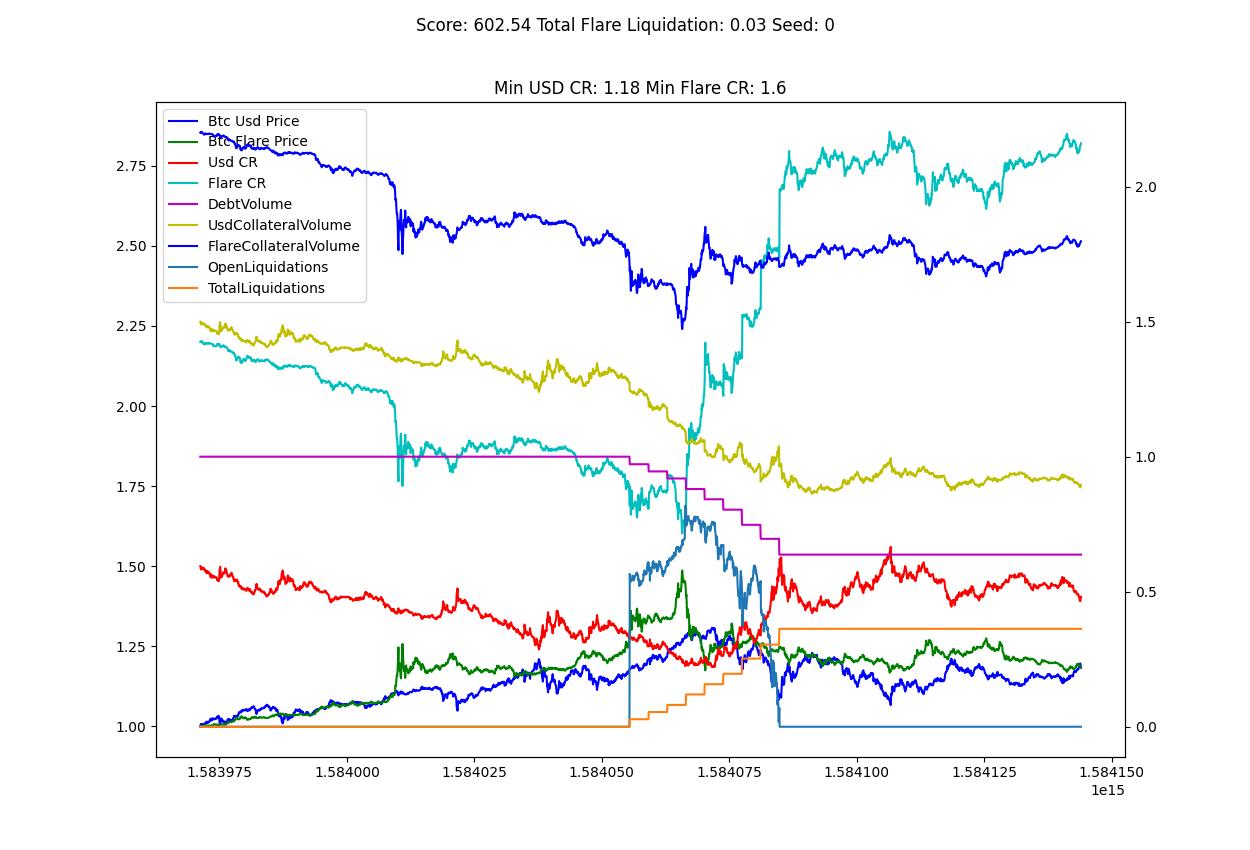 Score: 602.54 Total Flare Liquidation: 0.03 Seed: 0
Min USD CR: 1.18 Min Flare CR: 1.6
Btc Usd Price
Btc Flare Price
Usd CR
Flare CR
DebtVolume
UsdCollateralVolume
FlareCollateralVolume
OpenLiquidations
TotalLiquidations
2.75
2.50
2.25
2.00
1.75
1.50
1.25
1.00
2.0
1.5
1.0
0.5
0.0
1.583975 1.584000 1.584025 1.584050 1.584075 1.584100 1.584125 1.584150
1e15